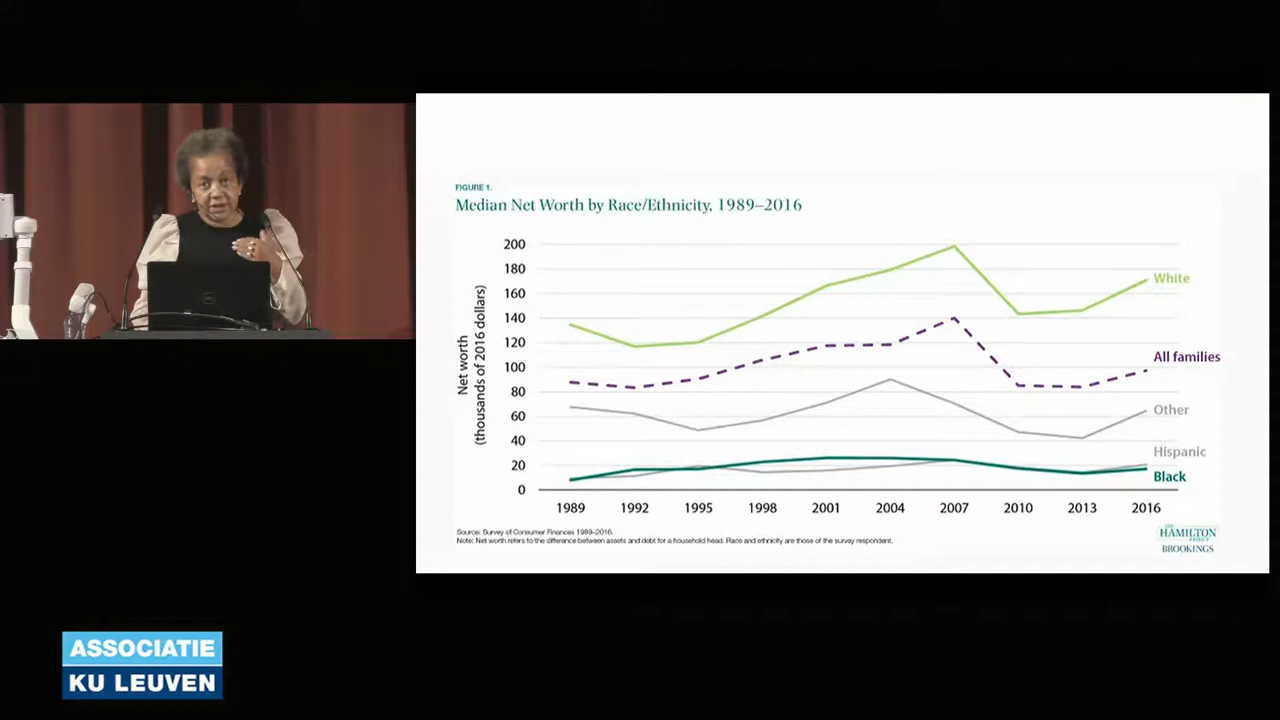 FIGURE 1.
Median Net Worth by Race/Ethnicity, 1989–2016
Net worth
(thousands of 2016 dollars)
200
180
160
140
120
100
80
60
40
20
0
White
All families
Other
Hispanic
Black
1989 1992 1995 1998 2001 2004 2007 2010 2013 2016
Source: Survey of Consumer Finances 1989–2016.
Note: Net worth refers to the difference between assets and debt for a household head. Race and ethnicity are those of the survey respondent.
THE
HAMILTON
PROJECT
BROOKINGS
ASSOCIATIE
KU LEUVEN